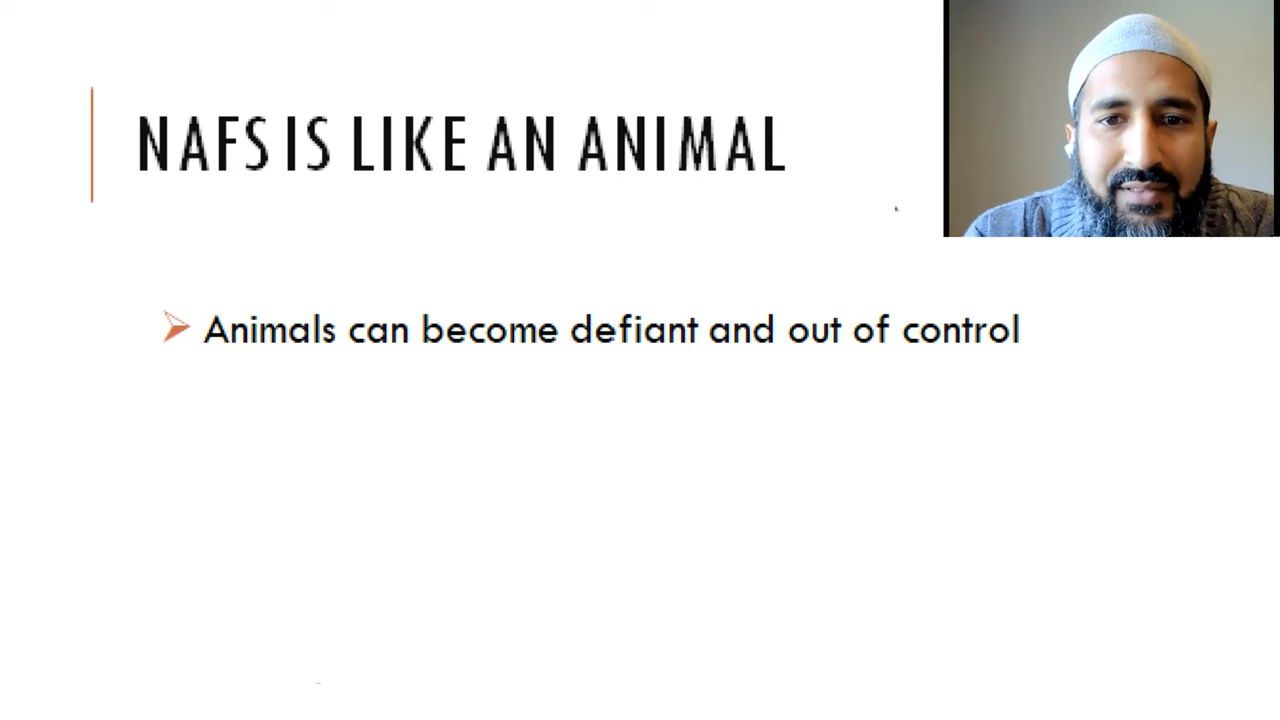 NAFS IS LIKE AN ANIMAL
Animals can become defiant and out of control